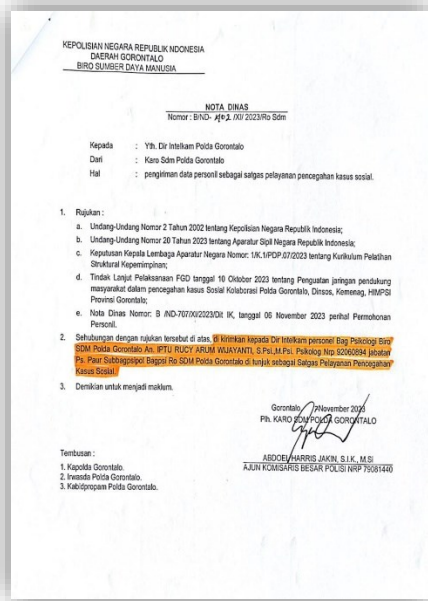 KEPOLISIAN NEGARA REPUBLIK NDONESIA
DAERAH GORONTALO
BIRO SUMBER DAYA MANUSIA
NOTA DINAS
Nomor : B/ND- /XI/ 2023/Ro Sdm
Kepada : Yth. Dir Intelkam Polda Gorontalo
Dari : Karo Sdm Polda Gorontalo
Hal : pengiriman data personil sebagai satgas pelayanan pencegahan kasus sosial.
1. Rujukan :
a. Undang-Undang Nomor 2 Tahun 2002 tentang Kepolisian Negara Republik Indonesia;
b. Undang-Undang Nomor 20 Tahun 2023 tentang Aparatur Sipil Negara Republik Indonesia;
c. Keputusan Kepala Lembaga Aparatur Negara Nomor: 1/K.1/PDP.07/2023 tentang Kurikulum Pelatihan
Struktural Kepemimpinan;
d. Tindak Lanjut Pelaksanaan FGD tanggal 10 Oktober 2023 tentang Penguatan jaringan pendukung
masyarakat dalam pencegahan kasus Sosial Kolaborasi Polda Gorontalo, Dinsos, Kemenag, HIMPSI
Provinsi Gorontalo;
e. Nota Dinas Nomor: B /ND-707/XI/2023/Dit IK, tanggal 06 November 2023 perihal Permohonan
Personil.
2. Sehubungan dengan rujukan tersebut di atas, di kirimkan kepada Dir Intelkam personel Bag Psikologi Biro
SDM Polda Gorontalo An. IPTU RUCY ARUM WIJAYANTI, S.Psi.,M.Psi. Psikolog Nrp 92060894 jabatan
Ps. Paur Subbagpsipol Bagpsi Ro SDM Polda Gorontalo di tunjuk sebagai Satgas Pelayanan Pencegahan
Kasus Sosial.
3. Demikian untuk menjadi maklum.
Gorontalo, November 2023
Plh. KARO SDM POLDA GORONTALO
ABDOEL HARRIS JAKIN, S.I.K., M.SI
AJUN KOMISARIS BESAR POLISI NRP 79081440
Tembusan :
1. Kapolda Gorontalo.
2. Irwasda Polda Gorontalo.
3. Kabidpropam Polda Gorontalo.